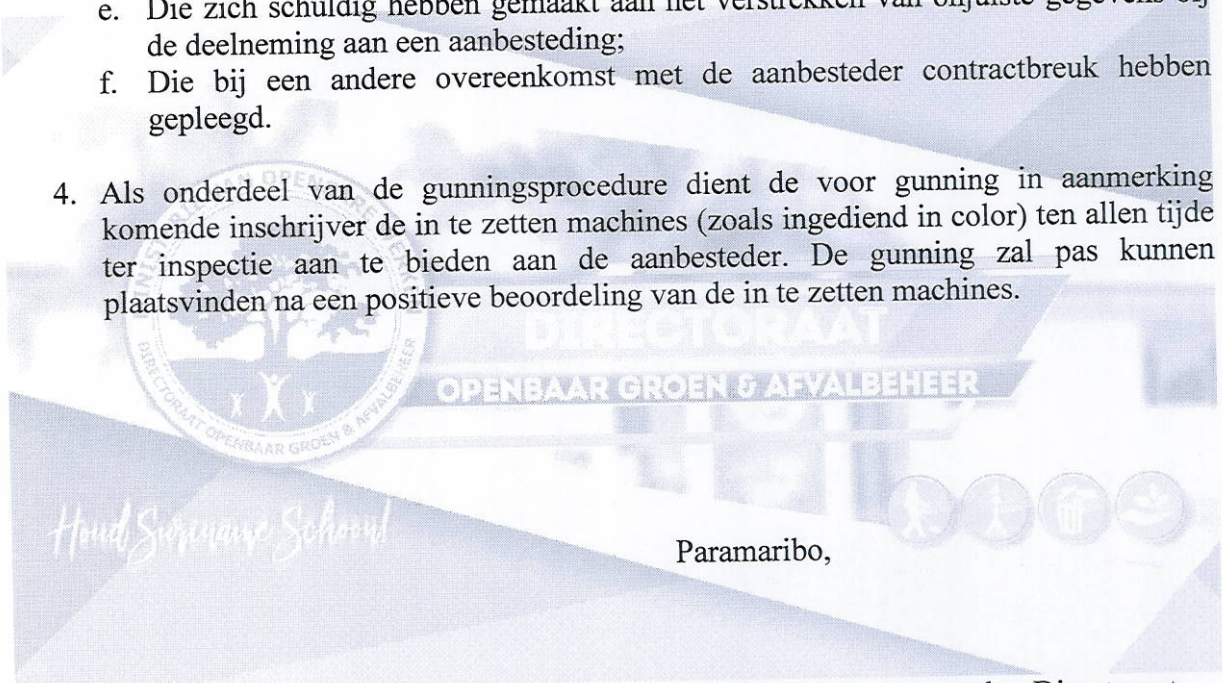 e. Die zich schuldig hebben gemaakt aan het verstrekken van onjuiste gegevens bij
de deelneming aan een aanbesteding;
f. Die bij een andere overeenkomst met de aanbesteder contractbreuk hebben
gepleegd.
4. Als onderdeel van de gunningsprocedure dient de voor gunning in aanmerking
komende inschrijver de in te zetten machines (zoals ingediend in color) ten allen tijde
ter inspectie aan te bieden aan de aanbesteder. De gunning zal pas kunnen
plaatsvinden na een positieve beoordeling van de in te zetten machines.
DIRECTORAAT
OPENBAAR GROEN & AFVALBEHEER
DIRECTORAAT OPENBAAR GROEN & AFVALBEHEER
Houd Suriname Schoon!
Paramaribo,